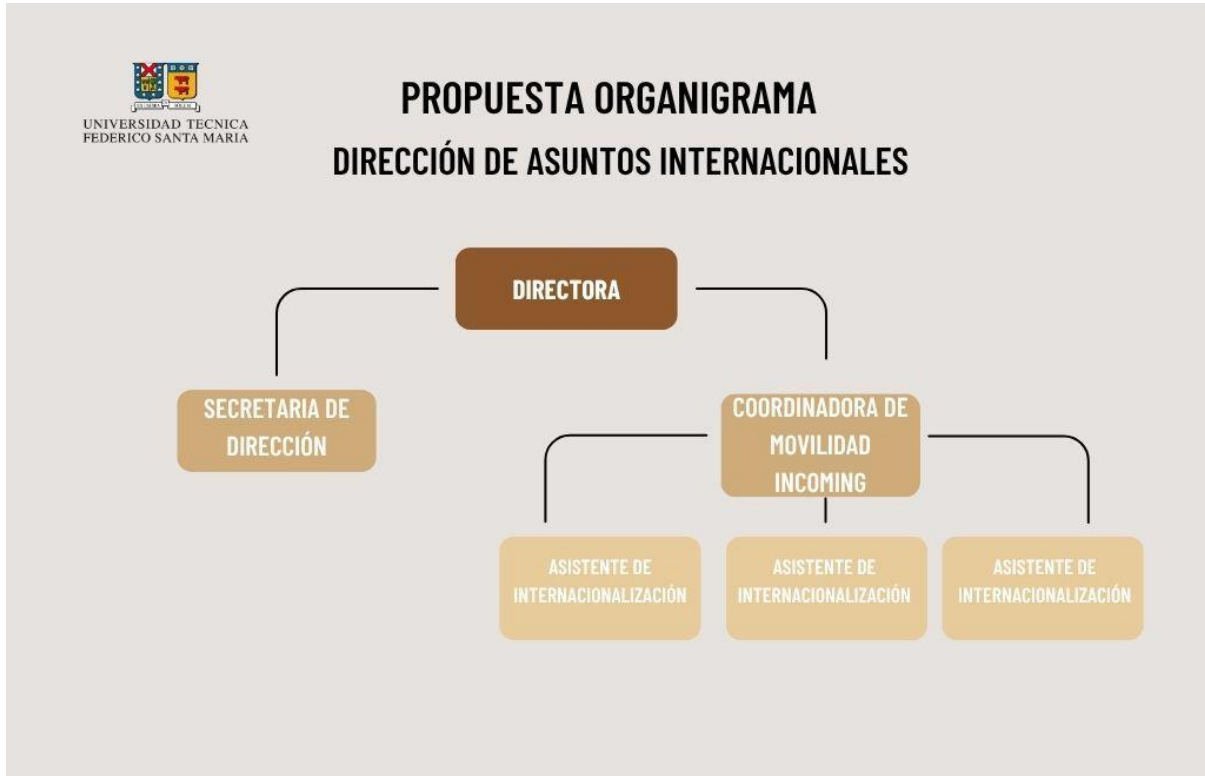 UNIVERSIDAD TECNICA
FEDERICO SANTA MARIA
PROPUESTA ORGANIGRAMA
DIRECCIÓN DE ASUNTOS INTERNACIONALES
DIRECTORA
SECRETARIA DE
DIRECCIÓN
COORDINADORA DE
MOVILIDAD
INCOMING
ASISTENTE DE
INTERNACIONALIZACIÓN
ASISTENTE DE
INTERNACIONALIZACIÓN
ASISTENTE DE
INTERNACIONALIZACIÓN